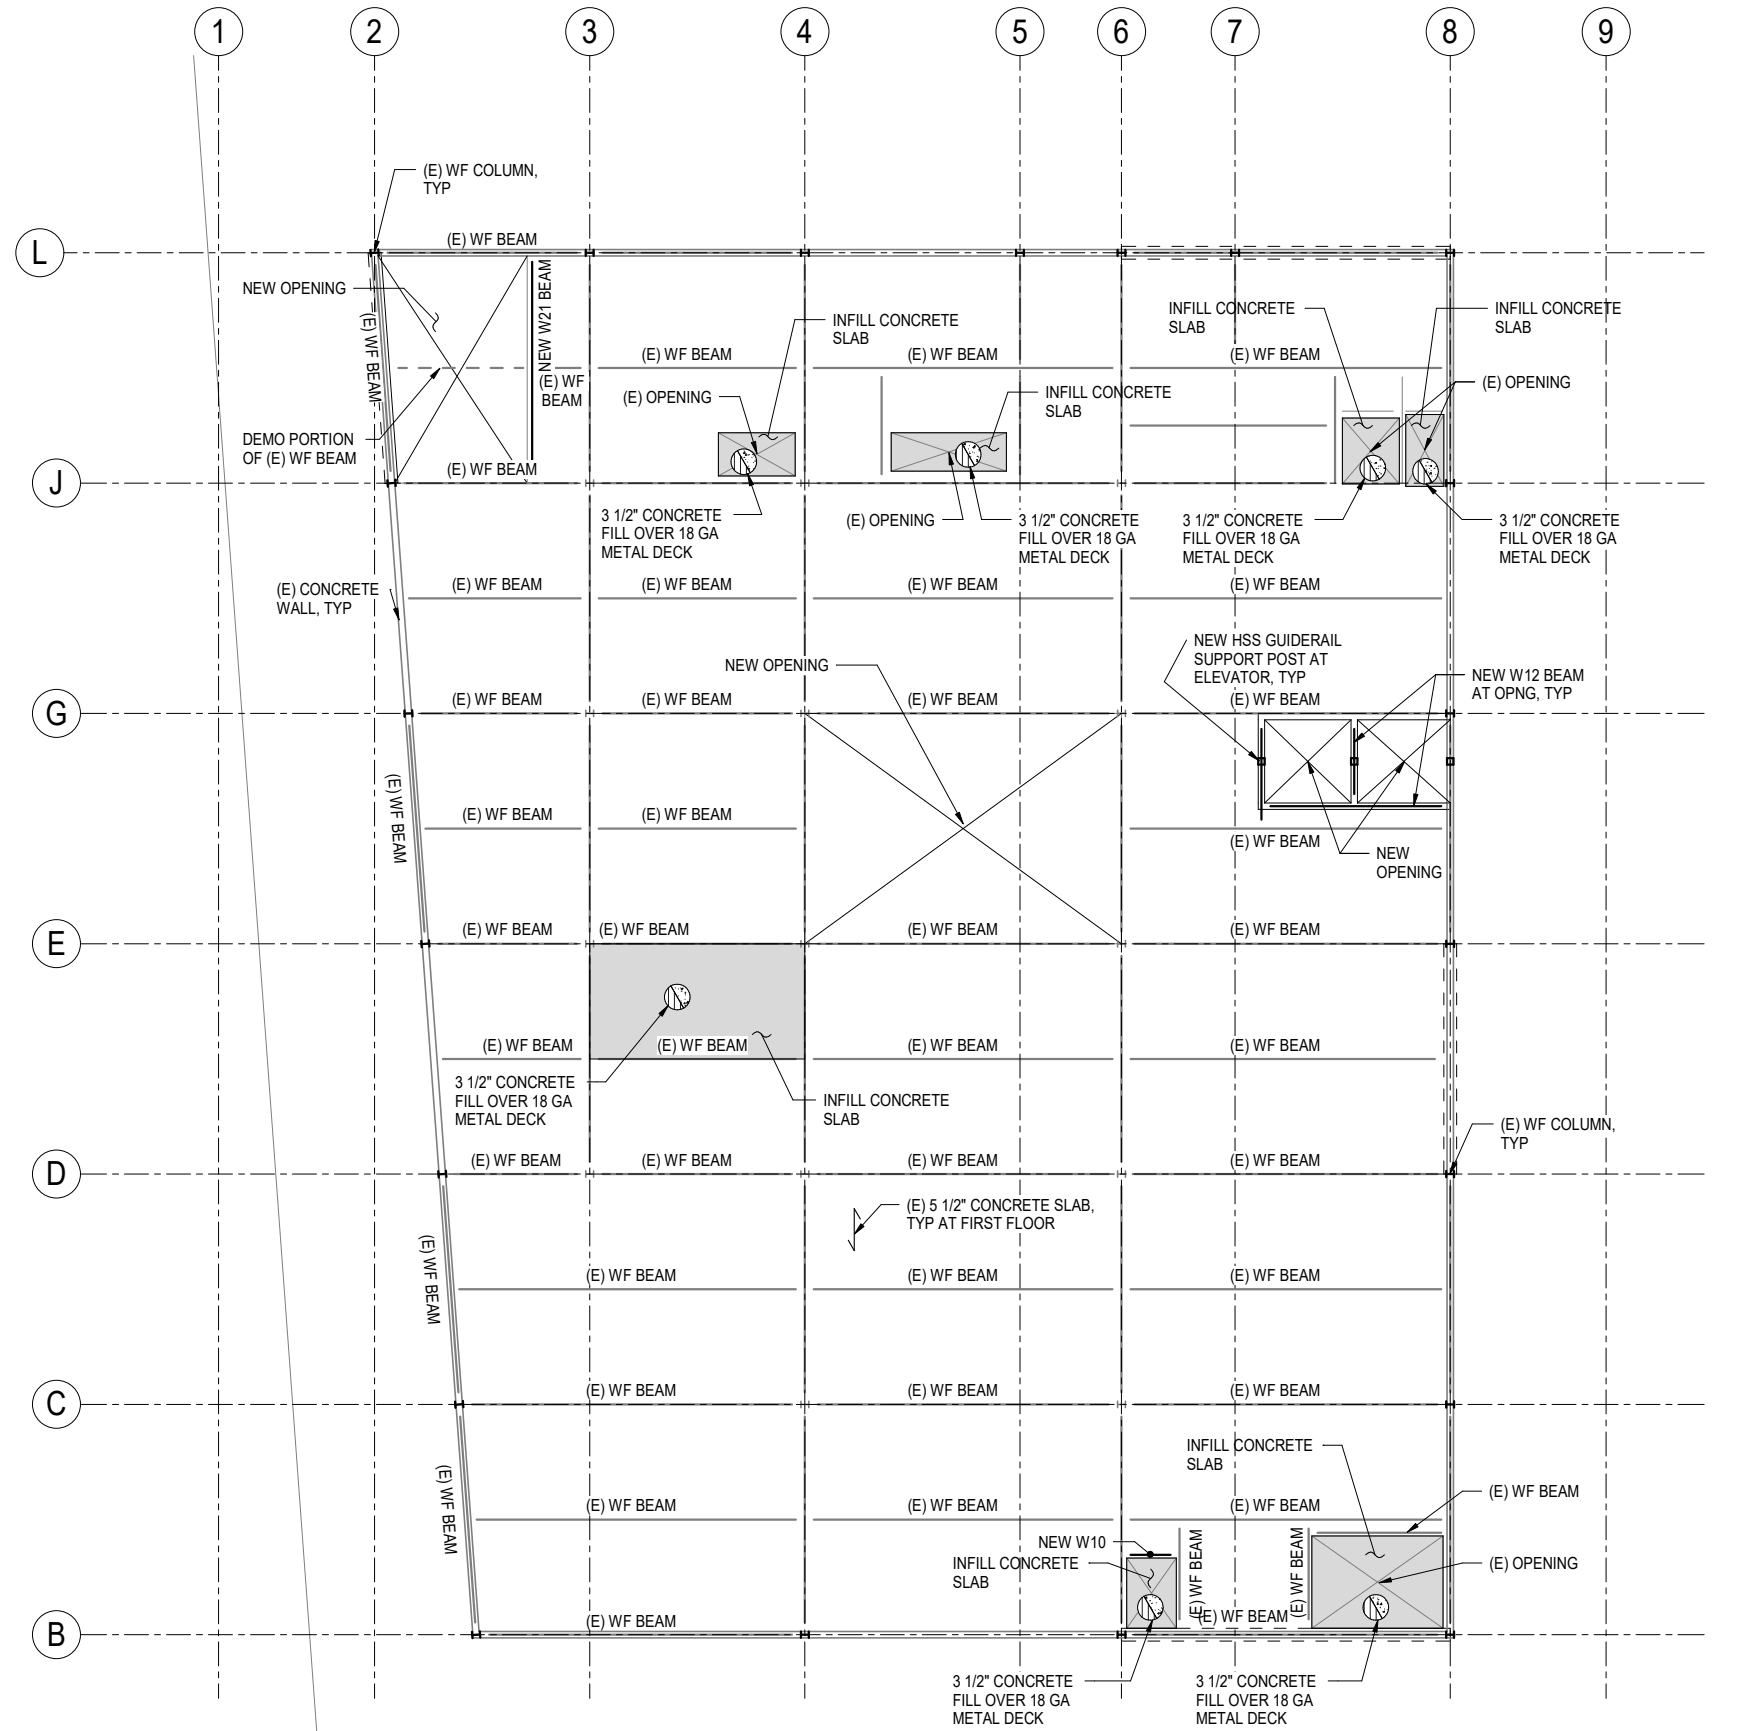 1
2
3
4
5
6
7
8
9
(E) WF COLUMN,
TYP
L
(E) WF BEAM
NEW OPENING
(E) WF BEAM
NEW W21 BEAM
INFILL CONCRETE
SLAB
INFILL CONCRETE
SLAB
INFILL CONCRETE
SLAB
(E) WF BEAM
(E) WF BEAM
(E) WF BEAM
(E) WF
BEAM
(E) OPENING
INFILL CONCRETE
SLAB
(E) OPENING
DEMO PORTION
OF (E) WF BEAM
(E) WF BEAM
J
3 1/2" CONCRETE
FILL OVER 18 GA
METAL DECK
(E) OPENING
3 1/2" CONCRETE
FILL OVER 18 GA
METAL DECK
3 1/2" CONCRETE
FILL OVER 18 GA
METAL DECK
3 1/2" CONCRETE
FILL OVER 18 GA
METAL DECK
(E) CONCRETE
WALL, TYP
(E) WF BEAM
(E) WF BEAM
(E) WF BEAM
(E) WF BEAM
NEW OPENING
NEW HSS GUIDERAIL
SUPPORT POST AT
ELEVATOR, TYP
NEW W12 BEAM
AT OPNG, TYP
G
(E) WF BEAM
(E) WF BEAM
(E) WF BEAM
(E) WF BEAM
(E) WF BEAM
(E) WF BEAM
(E) WF BEAM
(E) WF BEAM
NEW
OPENING
E
(E) WF BEAM
(E) WF BEAM
(E) WF BEAM
(E) WF BEAM
(E) WF BEAM
(E) WF BEAM
(E) WF BEAM
(E) WF BEAM
3 1/2" CONCRETE
FILL OVER 18 GA
METAL DECK
INFILL CONCRETE
SLAB
(E) WF COLUMN,
TYP
D
(E) WF BEAM
(E) WF BEAM
(E) WF BEAM
(E) WF BEAM
(E) 5 1/2" CONCRETE SLAB,
TYP AT FIRST FLOOR
(E) WF BEAM
(E) WF BEAM
(E) WF BEAM
(E) WF BEAM
C
(E) WF BEAM
(E) WF BEAM
(E) WF BEAM
INFILL CONCRETE
SLAB
(E) WF BEAM
(E) WF BEAM
(E) WF BEAM
(E) WF BEAM
(E) WF BEAM
NEW W10
INFILL CONCRETE
SLAB
(E) WF BEAM
(E) WF BEAM
(E) OPENING
B
(E) WF BEAM
(E) WF BEAM
3 1/2" CONCRETE
FILL OVER 18 GA
METAL DECK
3 1/2" CONCRETE
FILL OVER 18 GA
METAL DECK